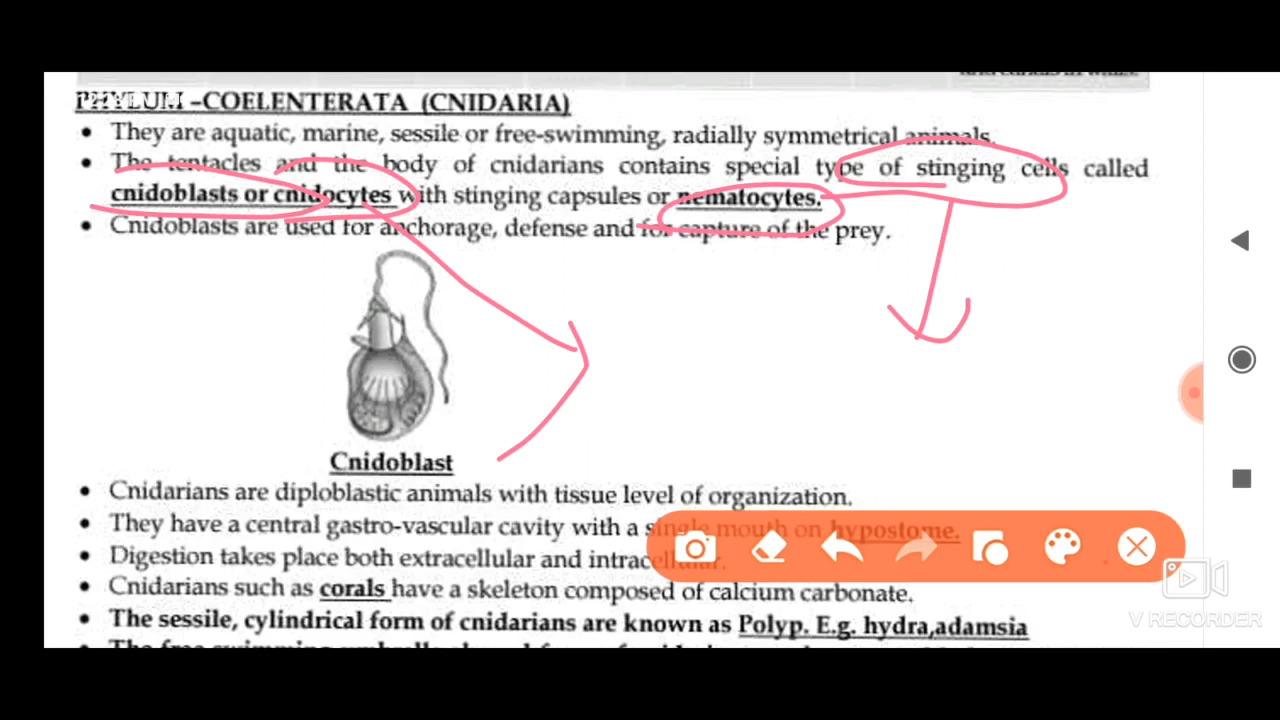 PHYLUM –COELENTERATA (CNIDARIA)
They are aquatic, marine, sessile or free-swimming, radially symmetrical animals.
The tentacles and the body of cnidarians contains special type of stinging cells called
cnidoblasts or cnidocytes with stinging capsules or nematocytes.
Cnidoblasts are used for anchorage, defense and for capture of the prey.
Cnidoblast
Cnidarians are diploblastic animals with tissue level of organization.
They have a central gastro-vascular cavity with a single mouth on hypostome.
Digestion takes place both extracellular and intracellular.
Cnidarians such as corals have a skeleton composed of calcium carbonate.
V RECORDER
The sessile, cylindrical form of cnidarians are known as Polyp. E.g. hydra,adamsia